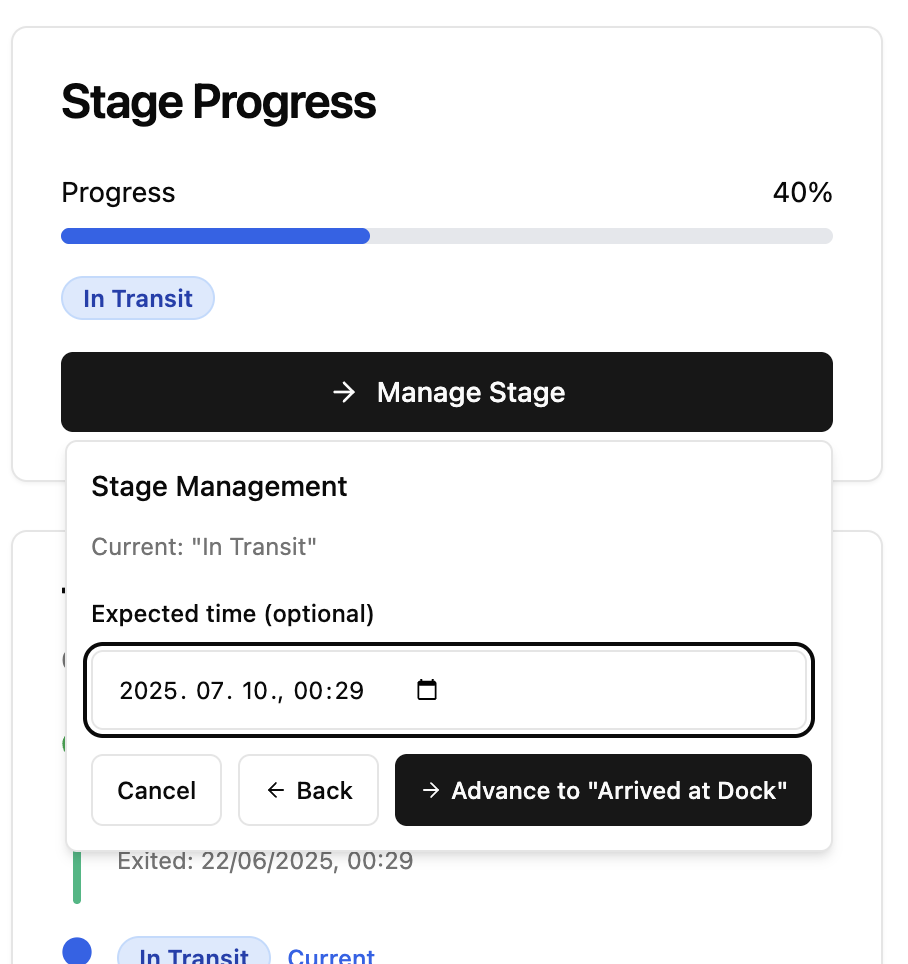 Stage Progress
Progress 40%
In Transit
→ Manage Stage
Stage Management
Current: "In Transit"
Expected time (optional)
2025. 07. 10., 00:29
Cancel ← Back → Advance to "Arrived at Dock"
Exited: 22/06/2025, 00:29
In Transit Current